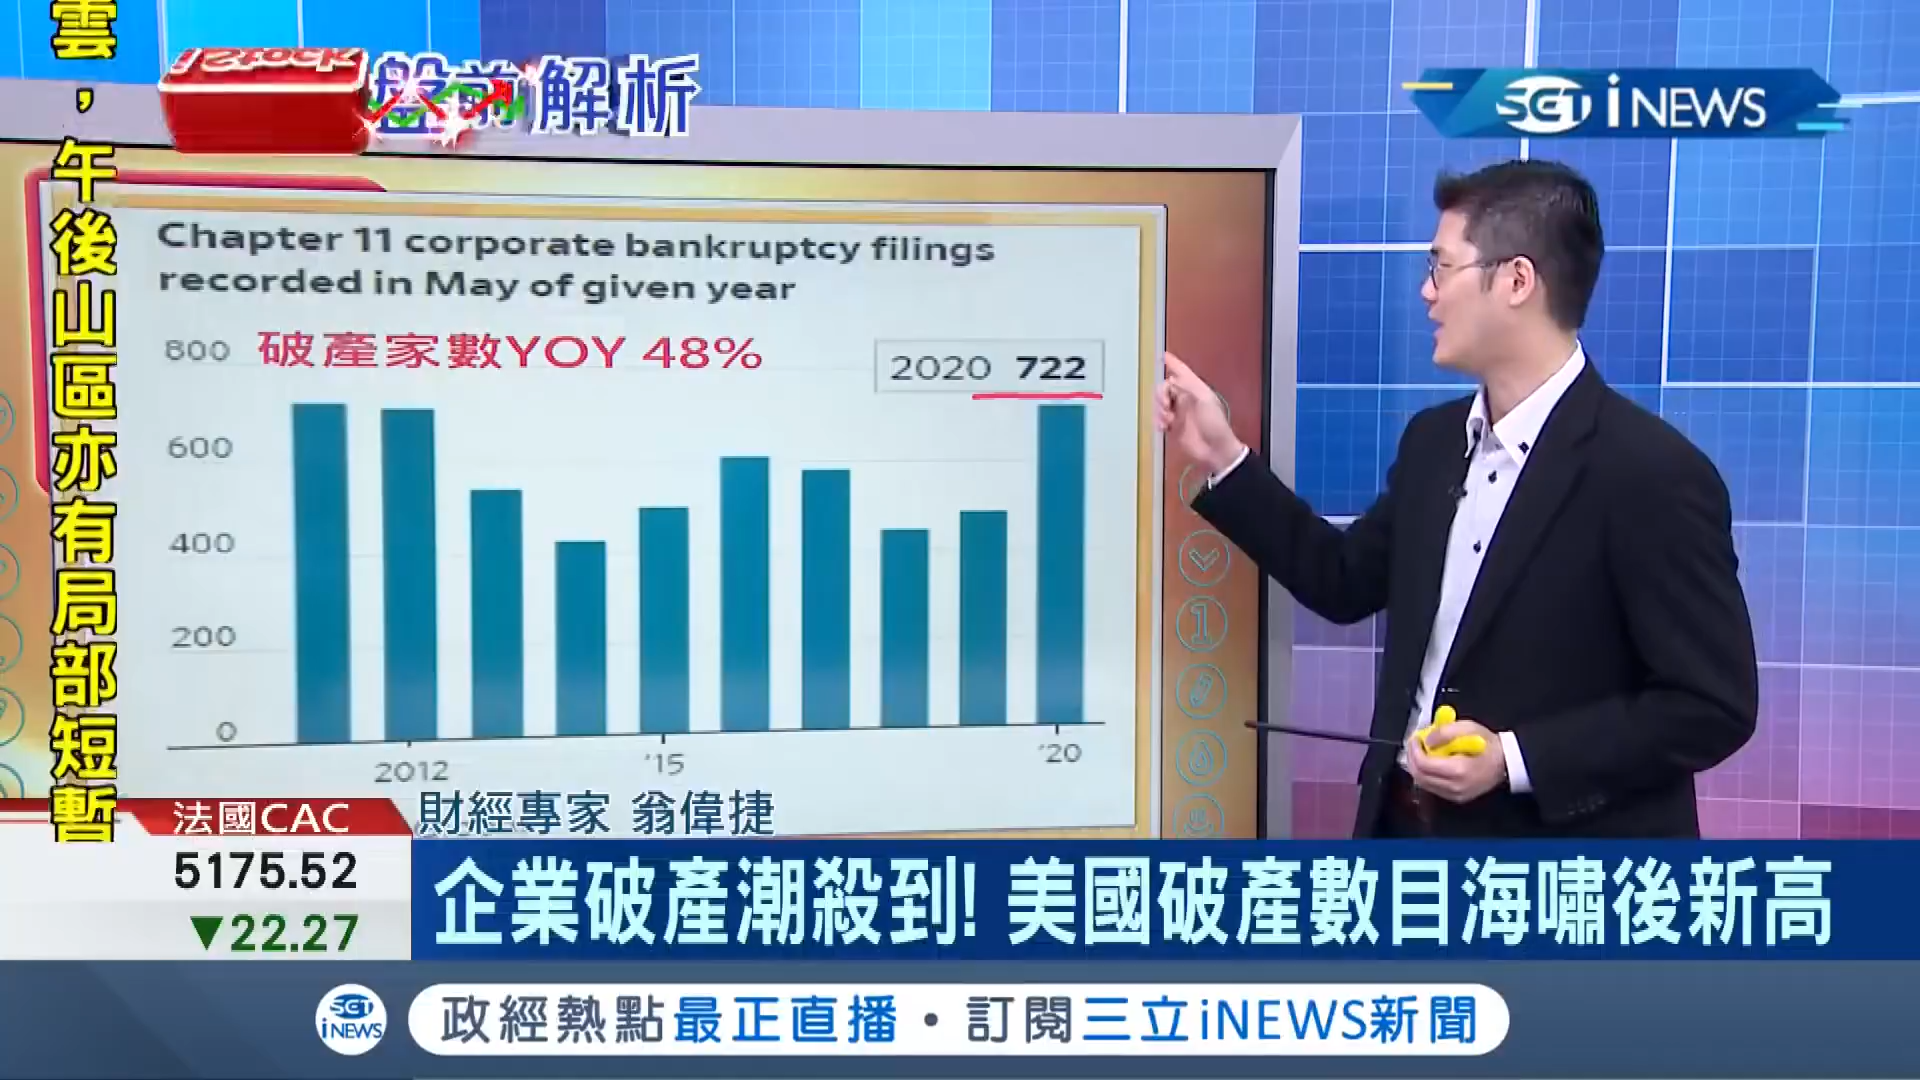 雲，午後山區亦有局部短暫
iStock
盤前解析
SET iNEWS
Chapter 11 corporate bankruptcy filings
recorded in May of given year
800
破產家數YOY 48%
2020 722
600
400
200
0
2012
'15
'20
財經專家 翁偉捷
法國CAC
5175.52
▼22.27
企業破產潮殺到! 美國破產數目海嘯後新高
SET iNEWS
政經熱點最正直播・訂閱三立iNEWS新聞